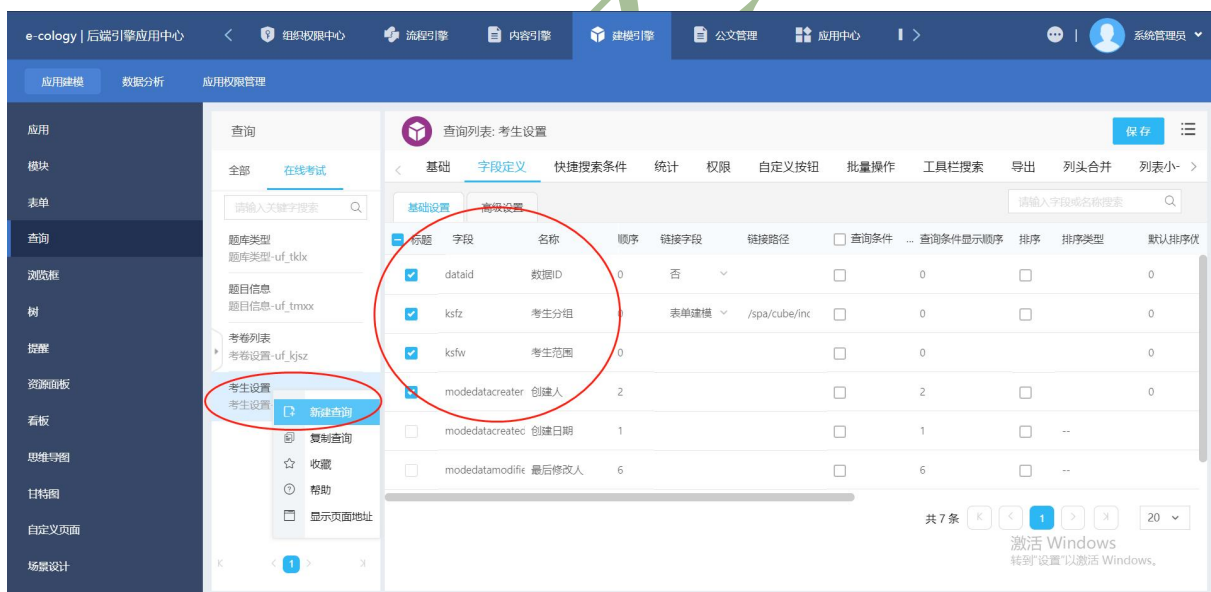 e-cology | 后端引擎应用中心 组织权限中心 流程引擎 内容引擎 建模引擎 公文管理 应用中心 系统管理员
应用建模 数据分析 应用权限管理
应用
模块
表单
查询
浏览框
树
提醒
资源面板
看板
思维导图
甘特图
自定义页面
场景设计
查询
全部 在线考试
请输入关键字搜索
题库类型
题库类型-uf_tklx
题目信息
题目信息-uf_tmxx
考卷列表
考卷设置-uf_kjsz
考生设置
考生设置
新建查询
复制查询
收藏
帮助
显示页面地址
1
查询列表: 考生设置 保存
基础 字段定义 快捷搜索条件 统计 权限 自定义按钮 批量操作 工具栏搜索 导出 列头合并 列表小-
基础设置 高级设置 请输入字段或名称搜索
标题 字段 名称 顺序 链接字段 链接路径 查询条件 ... 查询条件显示顺序 排序 排序类型 默认排序优
dataid 数据ID 0 否 0 0
ksfz 考生分组 0 表单建模 /spa/cube/inc 0 0
ksfw 考生范围 0 0 0
modedatacreater 创建人 2 2 0
modedatacreatec 创建日期 1 1 --
modedatamodifie 最后修改人 6 6 --
共7条 1 20
激活 Windows
转到"设置"以激活 Windows。